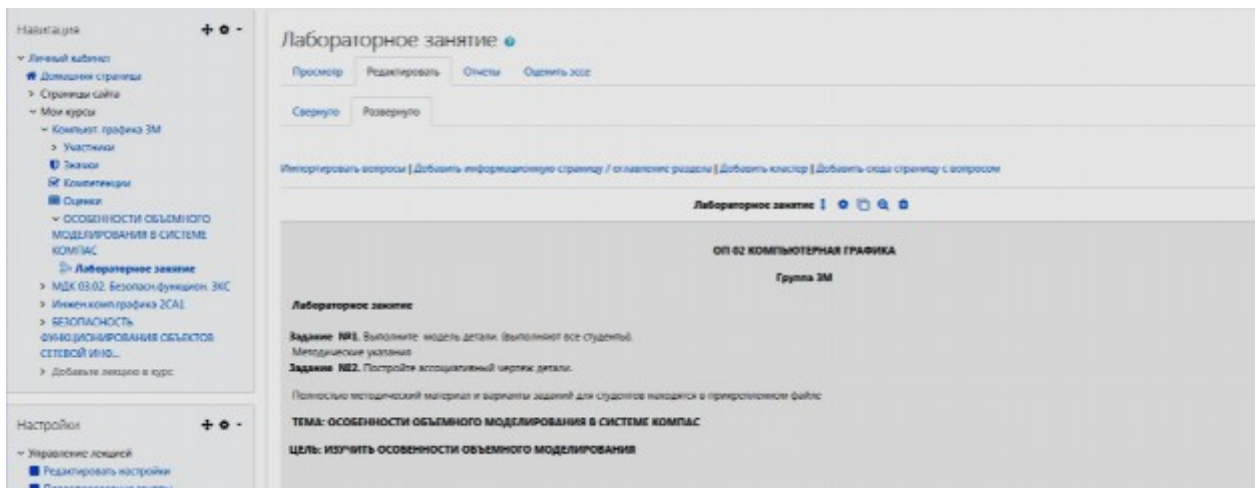 Навигация
Личный кабинет
Домашняя страница
Страницы сайта
Мои курсы
Компьют. графика 3М
Участники
Значки
Компетенции
Оценки
ОСОБЕННОСТИ ОБЪЕМНОГО
МОДЕЛИРОВАНИЯ В СИСТЕМЕ
КОМПАС
Лабораторное занятие
МДК 03.02. Безопасн.функцион. 3КС
Инжен.комп.графика 2СА1
БЕЗОПАСНОСТЬ
ФУНКЦИОНИРОВАНИЯ ОБЪЕКТОВ
СЕТЕВОЙ ИНФ...
Добавьте лекцию в курс
Настройки
Управление лекцией
Редактировать настройки
Лабораторное занятие
Просмотр Редактировать Отчеты Оценить эссе
Свернуто Развернуто
Импортировать вопросы | Добавить информационную страницу / оглавление раздела | Добавить кластер | Добавить сюда страницу с вопросом
Лабораторное занятие
ОП 02 КОМПЬЮТЕРНАЯ ГРАФИКА
Группа 3М
Лабораторное занятие
Задание №1. Выполните модель детали. (выполняют все студенты).
Методические указания
Задание №2. Постройте ассоциативный чертеж детали.
Полностью методический материал и варианты заданий для студентов находятся в прикрепленном файле
ТЕМА: ОСОБЕННОСТИ ОБЪЕМНОГО МОДЕЛИРОВАНИЯ В СИСТЕМЕ КОМПАС
ЦЕЛЬ: ИЗУЧИТЬ ОСОБЕННОСТИ ОБЪЕМНОГО МОДЕЛИРОВАНИЯ